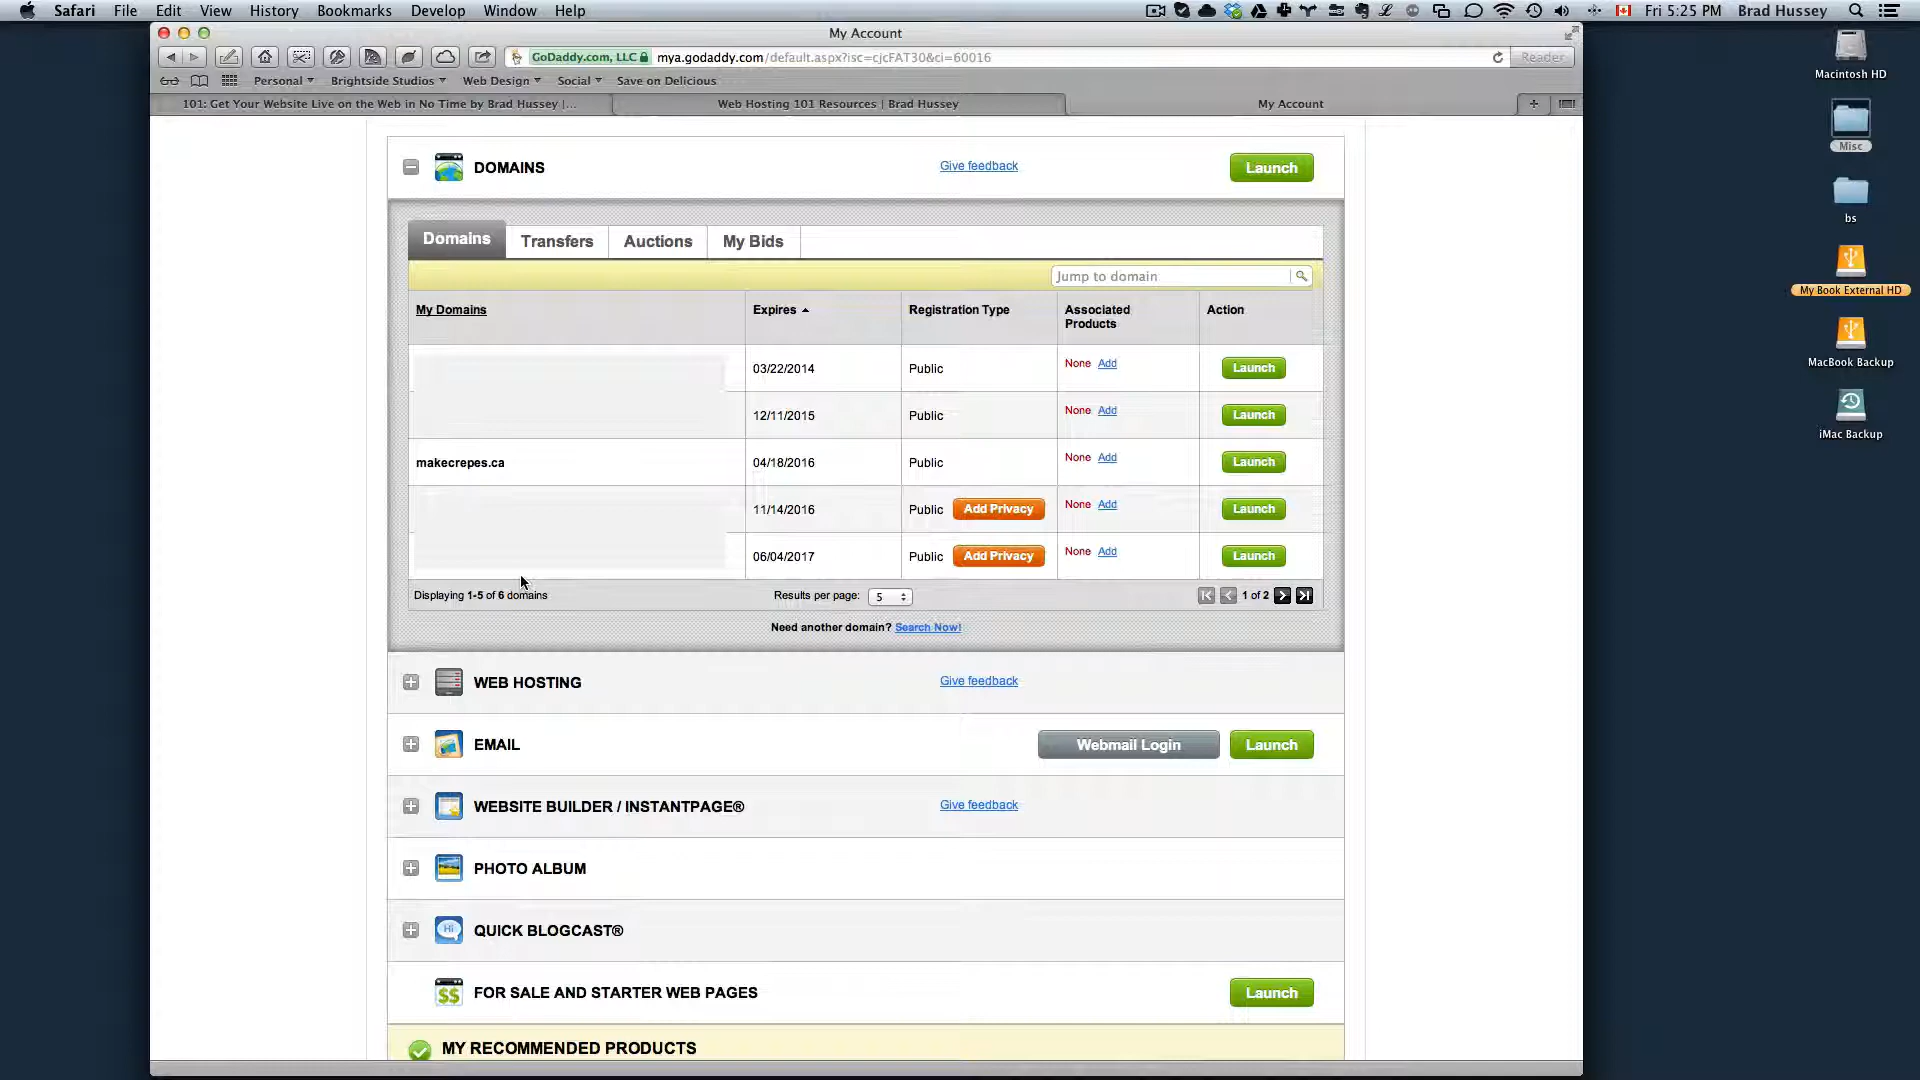 Safari File Edit View History Bookmarks Develop Window Help Fri 5:25 PM Brad Hussey
My Account
GoDaddy.com, LLC mya.godaddy.com/default.aspx?isc=cjcFAT30&ci=60016 Reader
Personal Brightside Studios Web Design Social Save on Delicious
101: Get Your Website Live on the Web in No Time by Brad Hussey |... Web Hosting 101 Resources | Brad Hussey My Account +
Macintosh HD
Misc
bs
My Book External HD
MacBook Backup
iMac Backup
DOMAINS Give feedback Launch
Domains Transfers Auctions My Bids
Jump to domain
My Domains Expires Registration Type Associated Products Action
03/22/2014 Public None Add Launch
12/11/2015 Public None Add Launch
makecrepes.ca 04/18/2016 Public None Add Launch
11/14/2016 Public Add Privacy None Add Launch
06/04/2017 Public Add Privacy None Add Launch
Displaying 1-5 of 6 domains Results per page: 5 1 of 2
Need another domain? Search Now!
WEB HOSTING Give feedback
EMAIL Webmail Login Launch
WEBSITE BUILDER / INSTANTPAGE® Give feedback
PHOTO ALBUM
Hi QUICK BLOGCAST®
$$ FOR SALE AND STARTER WEB PAGES Launch
MY RECOMMENDED PRODUCTS